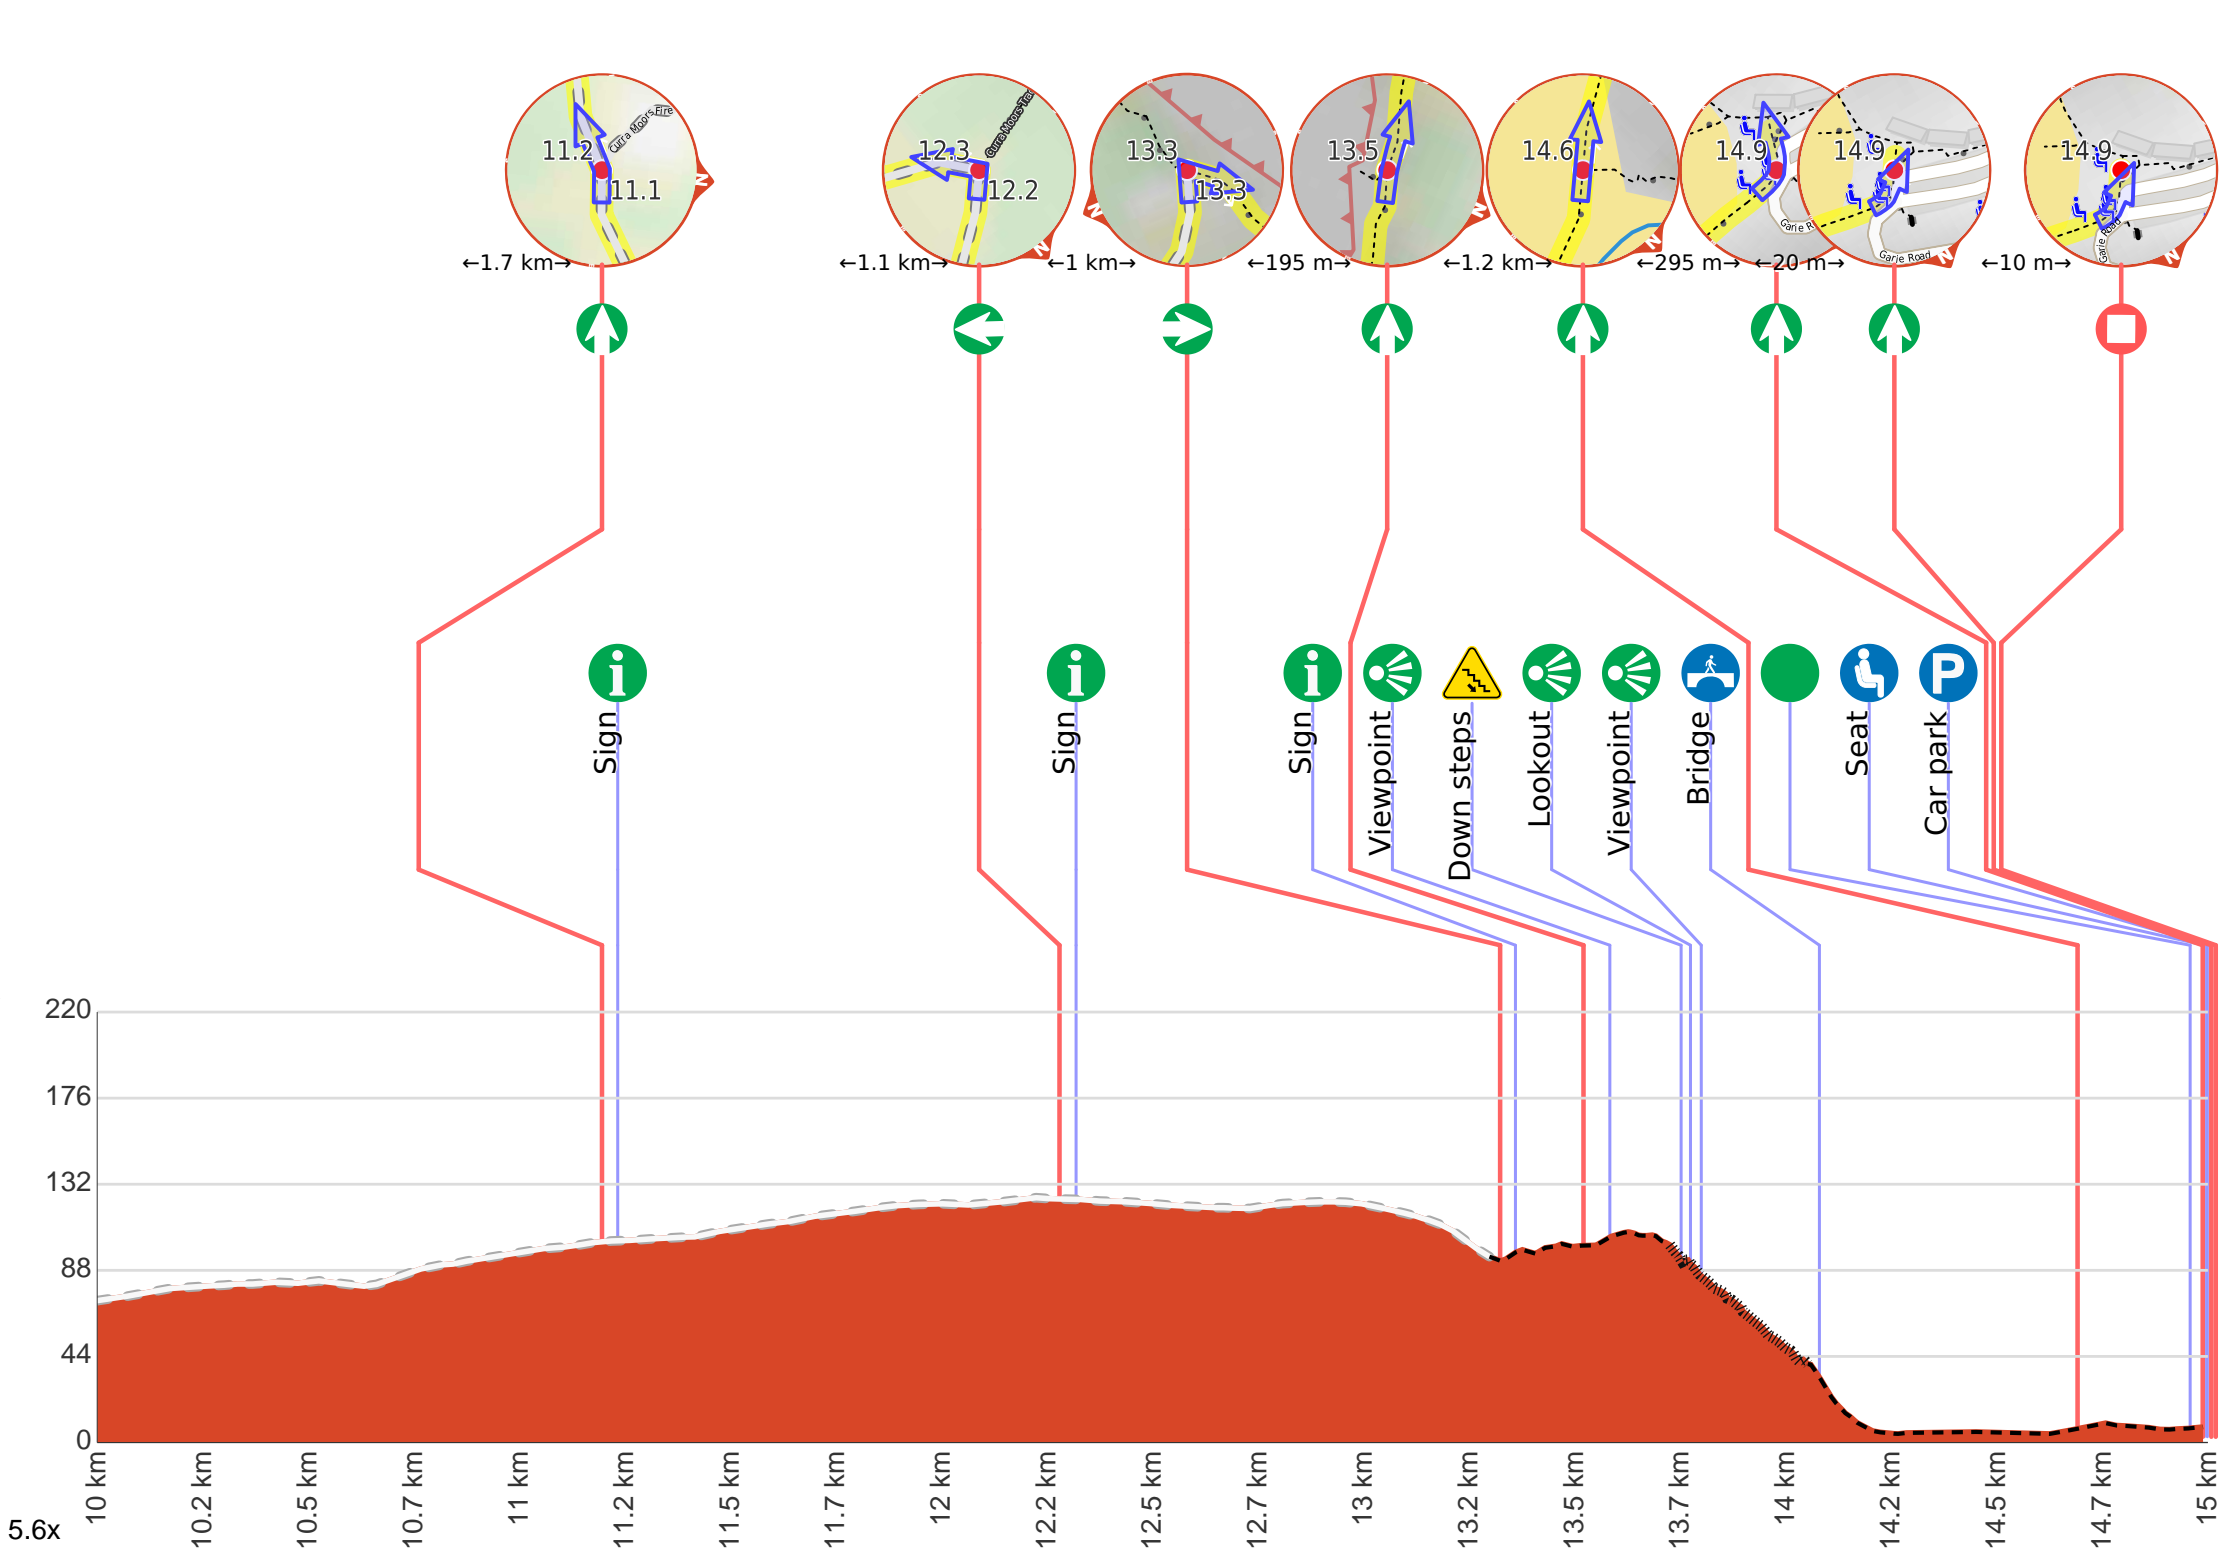 11.2
11.1
Curra Moors Fire
N
←1.7 km→
12.3
12.2
Curra Moors Trac
N
←1.1 km→
13.3
13.3
N
←1 km→
13.5
N
←195 m→
14.6
N
←1.2 km→
14.9
Garie R
←295 m→
14.9
Garie Road
N
←20 m→
14.9
Garie Road
N
←10 m→
Sign
Sign
Sign
Viewpoint
Down steps
Lookout
Viewpoint
Bridge
Seat
P
Car park
220
176
132
88
44
0
10 km
10.2 km
10.5 km
10.7 km
11 km
11.2 km
11.5 km
11.7 km
12 km
12.2 km
12.5 km
12.7 km
13 km
13.2 km
13.5 km
13.7 km
14 km
14.2 km
14.5 km
14.7 km
15 km
5.6x